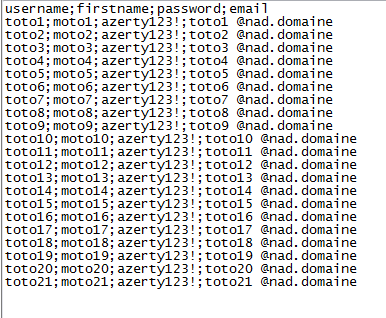 username;firstname;password;email
toto1;moto1;azerty123!;toto1 @nad.domaine
toto2;moto2;azerty123!;toto2 @nad.domaine
toto3;moto3;azerty123!;toto3 @nad.domaine
toto4;moto4;azerty123!;toto4 @nad.domaine
toto5;moto5;azerty123!;toto5 @nad.domaine
toto6;moto6;azerty123!;toto6 @nad.domaine
toto7;moto7;azerty123!;toto7 @nad.domaine
toto8;moto8;azerty123!;toto8 @nad.domaine
toto9;moto9;azerty123!;toto9 @nad.domaine
toto10;moto10;azerty123!;toto10 @nad.domaine
toto11;moto11;azerty123!;toto11 @nad.domaine
toto12;moto12;azerty123!;toto12 @nad.domaine
toto13;moto13;azerty123!;toto13 @nad.domaine
toto14;moto14;azerty123!;toto14 @nad.domaine
toto15;moto15;azerty123!;toto15 @nad.domaine
toto16;moto16;azerty123!;toto16 @nad.domaine
toto17;moto17;azerty123!;toto17 @nad.domaine
toto18;moto18;azerty123!;toto18 @nad.domaine
toto19;moto19;azerty123!;toto19 @nad.domaine
toto20;moto20;azerty123!;toto20 @nad.domaine
toto21;moto21;azerty123!;toto21 @nad.domaine